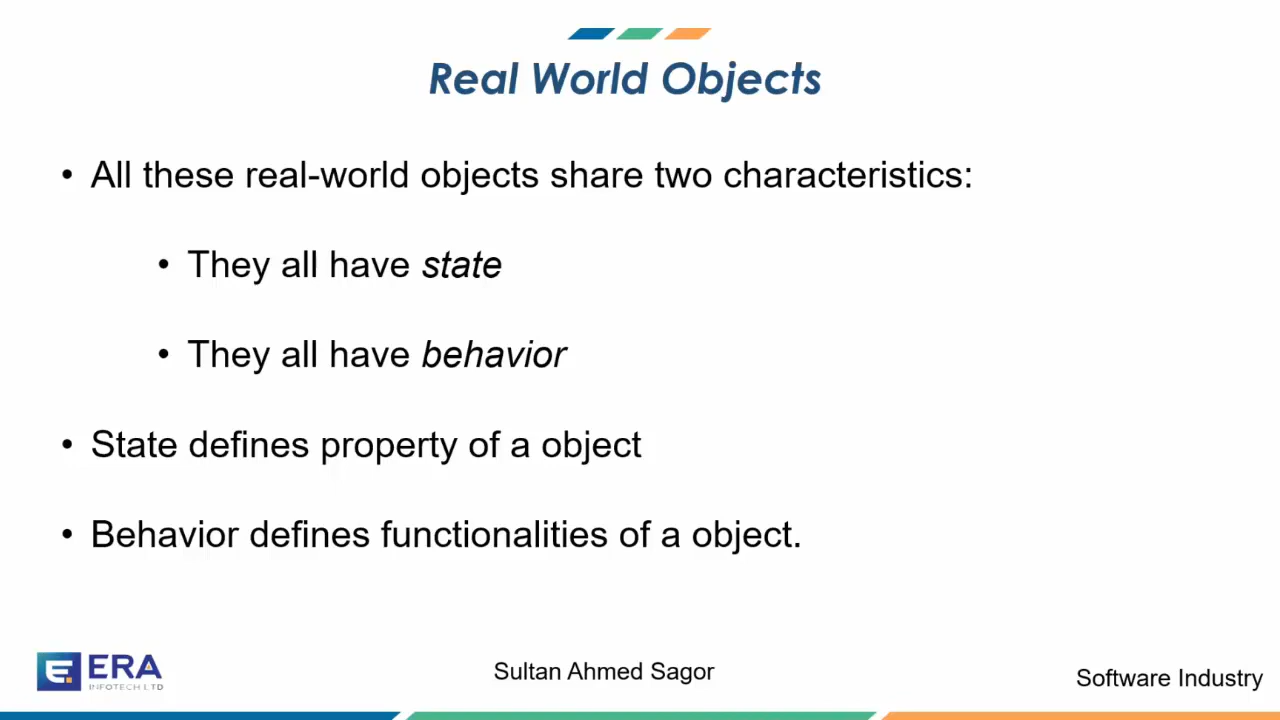 Real World Objects
• All these real-world objects share two characteristics:
• They all have state
• They all have behavior
• State defines property of a object
• Behavior defines functionalities of a object.
ERA
INFOTECH LTD
Sultan Ahmed Sagor
Software Industry